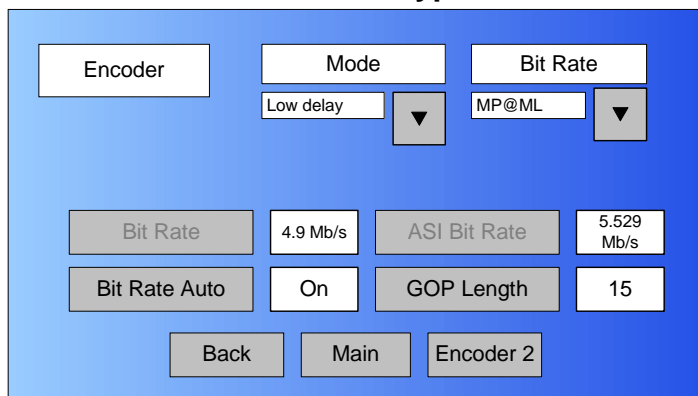 Encoder
Mode
Bit Rate
Low delay
▼
MP@ML
▼
Bit Rate
4.9 Mb/s
ASI Bit Rate
5.529
Mb/s
Bit Rate Auto
On
GOP Length
15
Back
Main
Encoder 2